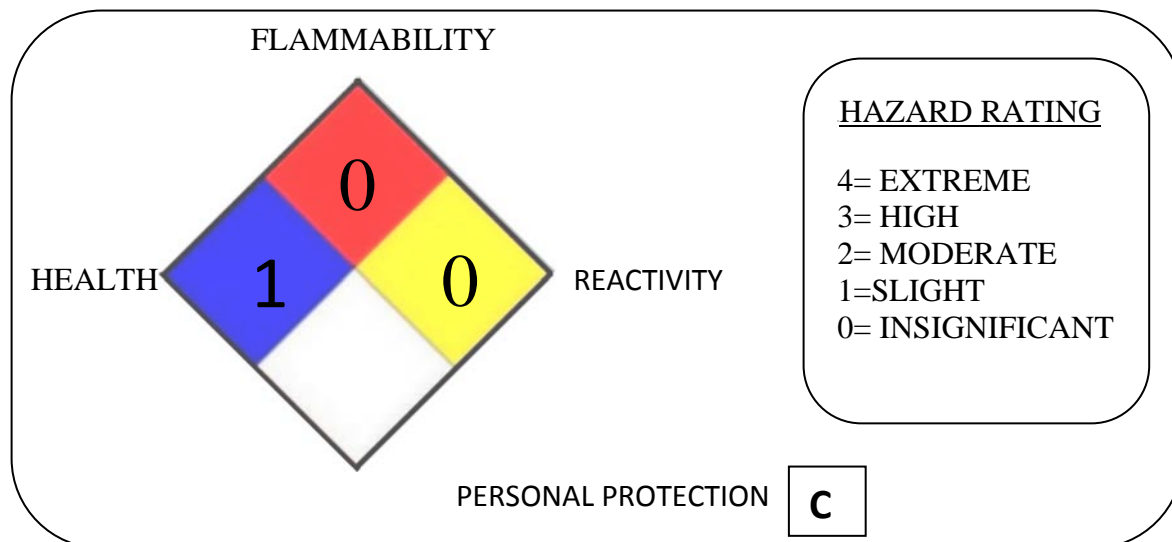 FLAMMABILITY
0
HEALTH
1
0
REACTIVITY
PERSONAL PROTECTION C
HAZARD RATING
4= EXTREME
3= HIGH
2= MODERATE
1=SLIGHT
0= INSIGNIFICANT